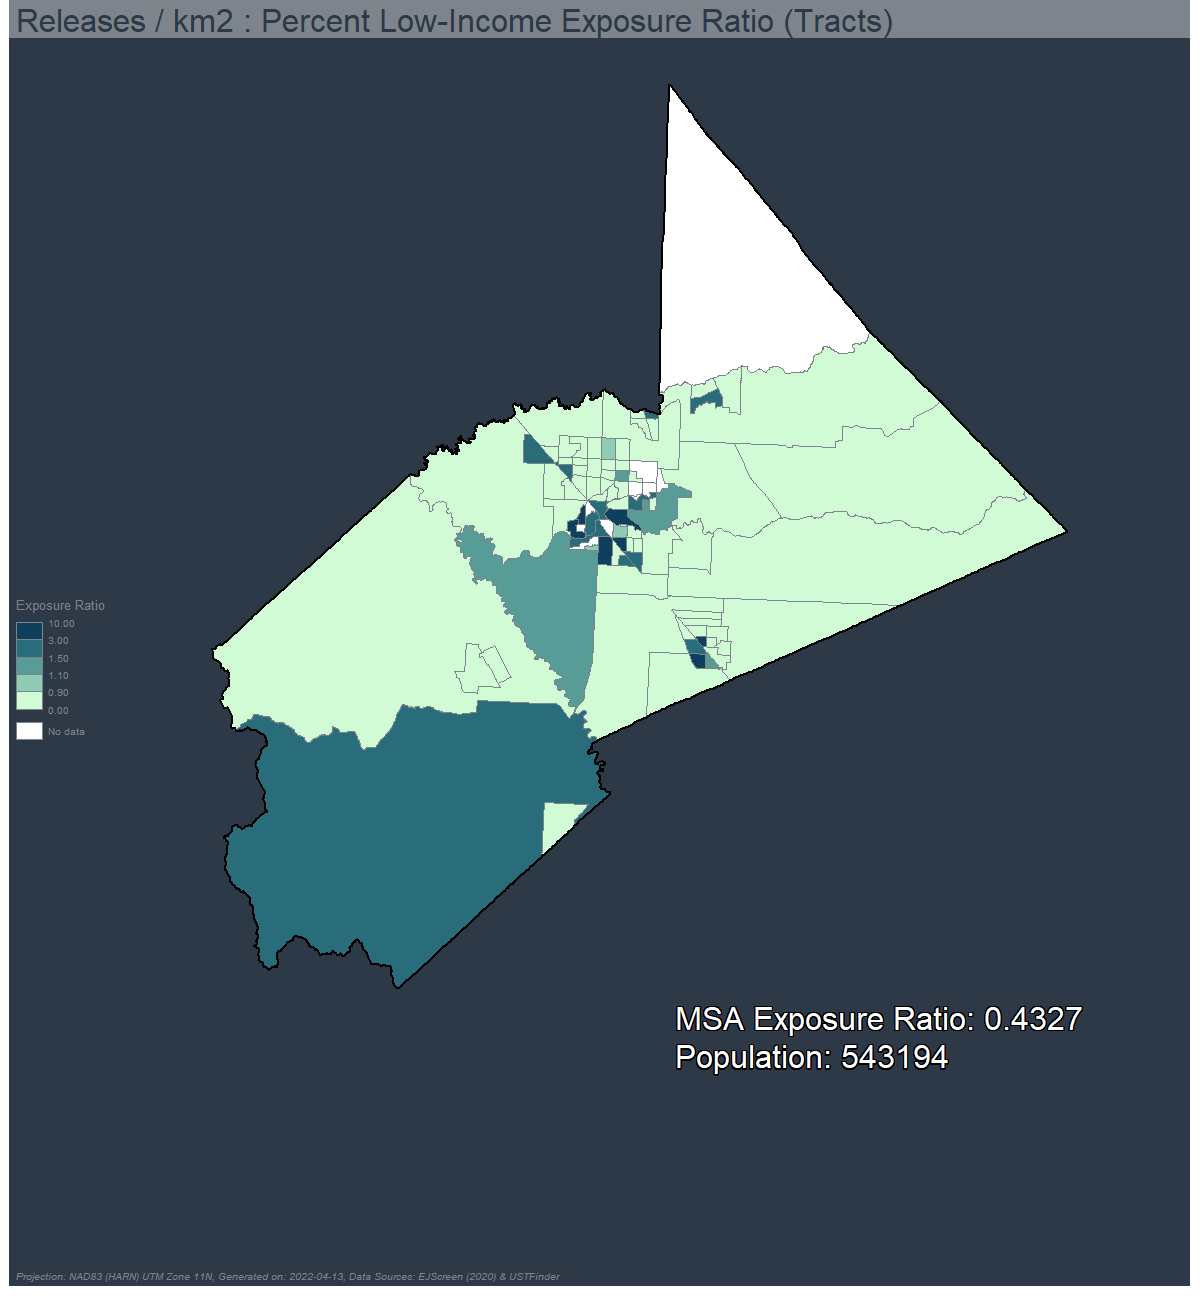 Releases / km2 : Percent Low-Income Exposure Ratio (Tracts)
Exposure Ratio
10.00
3.00
1.50
1.10
0.90
0.00
No data
MSA Exposure Ratio: 0.4327
Population: 543194
Projection: NAD83 (HARN) UTM Zone 11N, Generated on: 2022-04-13, Data Sources: EJScreen (2020) & USTFinder